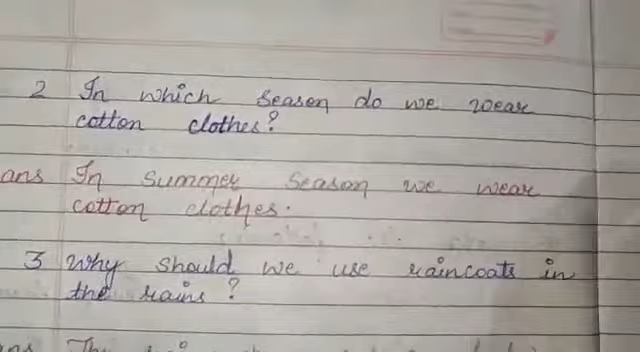 2 In which season do we wear
cotton clothes?
ans In summer season we wear
cotton clothes.
3 Why should we use raincoats in
the rains?
ans